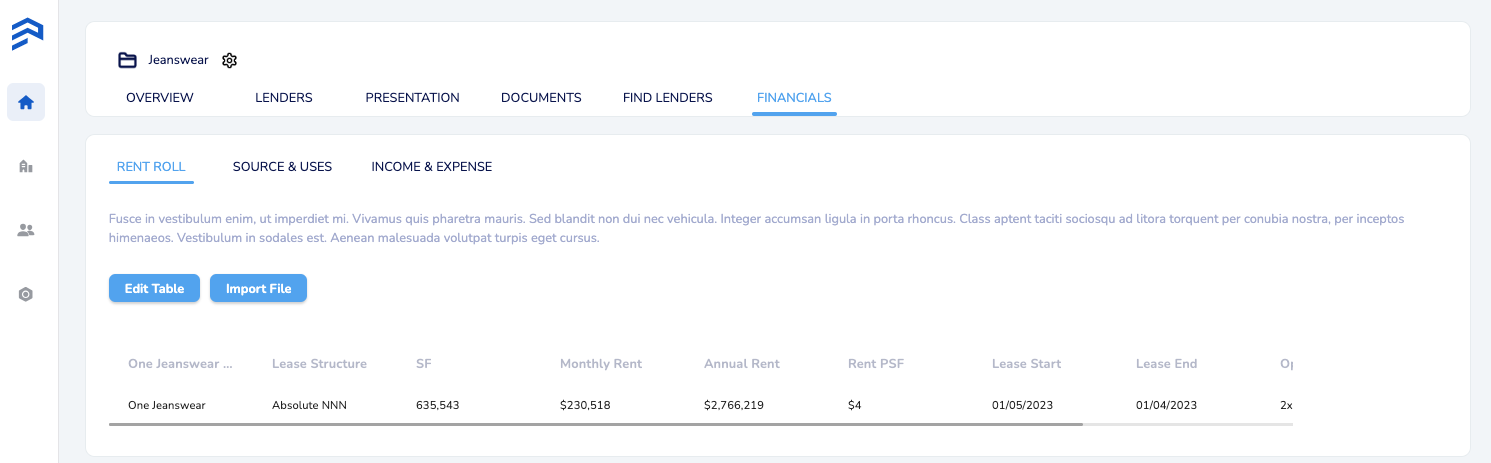 Jeanswear
OVERVIEW LENDERS PRESENTATION DOCUMENTS FIND LENDERS FINANCIALS
RENT ROLL SOURCE & USES INCOME & EXPENSE
Fusce in vestibulum enim, ut imperdiet mi. Vivamus quis pharetra mauris. Sed blandit non dui nec vehicula. Integer accumsan ligula in porta rhoncus. Class aptent taciti sociosqu ad litora torquent per conubia nostra, per inceptos
himenaeos. Vestibulum in sodales est. Aenean malesuada volutpat turpis eget cursus.
Edit Table Import File
One Jeanswear ... Lease Structure SF Monthly Rent Annual Rent Rent PSF Lease Start Lease End
One Jeanswear Absolute NNN 635,543 $230,518 $2,766,219 $4 01/05/2023 01/04/2023 2x